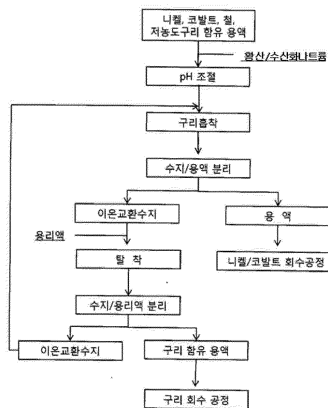 니켈, 코발트, 철,
저농도구리 함유 용액
황산/수산화나트륨
pH 조절
구리흡착
수지/용액 분리
이온교환수지
용 액
용리액
탈 착
니켈/코발트 회수공정
수지/용리액 분리
이온교환수지
구리 함유 용액
구리 회수 공정